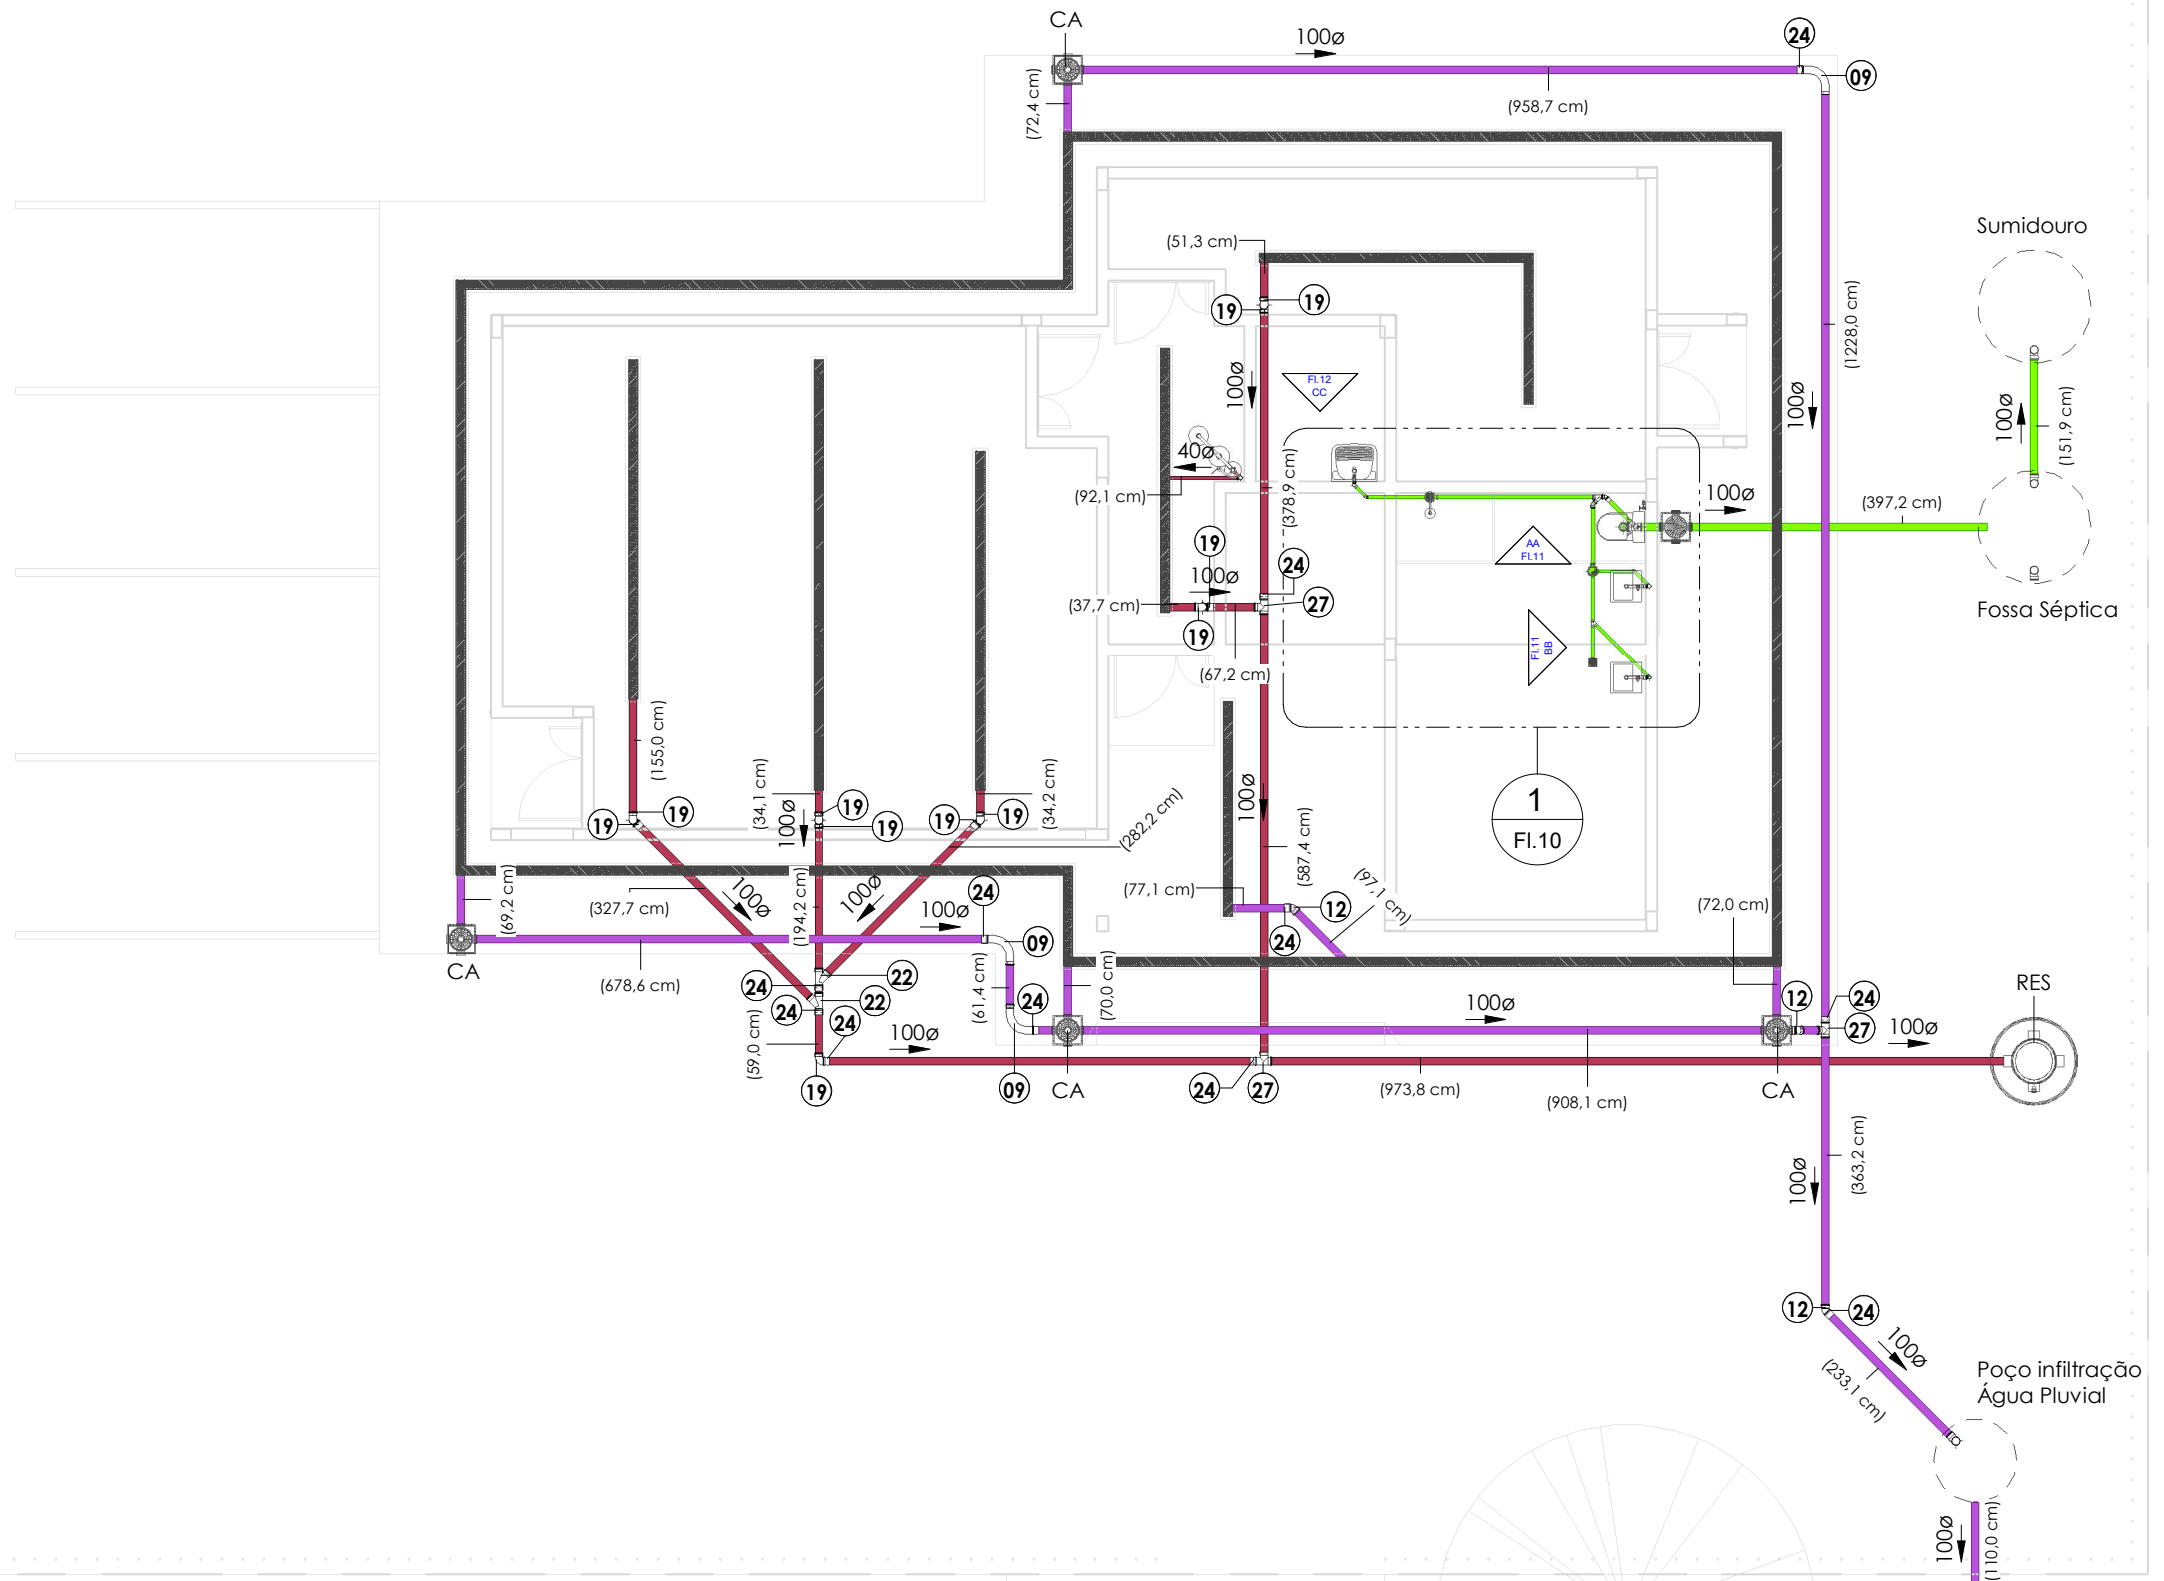 CA
100ø
24
09
(72,4 cm)
(958,7 cm)
Sumidouro
(51,3 cm)
19
19
(1228,0 cm)
100ø
Fl.12
CC
100ø
100ø
(151,9 cm)
40ø
(92,1 cm)
(378,9 cm)
100ø
(397,2 cm)
19
AA
Fl.11
24
100ø
(37,7 cm)
27
Fossa Séptica
19
Fl.11
BB
(67,2 cm)
(155,0 cm)
(34,1 cm)
100ø
(34,2 cm)
(282,2 cm)
100ø
1
Fl.10
19
19
19
19
19
19
(587,4 cm)
(69,2 cm)
(327,7 cm)
100ø
(194,2 cm)
100ø
24
100ø
(77,1 cm)
12
24
(97,1 cm)
(72,0 cm)
09
CA
(678,6 cm)
22
24
22
24
24
(61,4 cm)
24
(70,0 cm)
100ø
12
24
27
100ø
RES
(59,0 cm)
100ø
19
09
CA
24
27
(973,8 cm)
(908,1 cm)
CA
(363,2 cm)
100ø
12
24
100ø
(233,1 cm)
Poço infiltração
Água Pluvial
100ø
(110,0 cm)